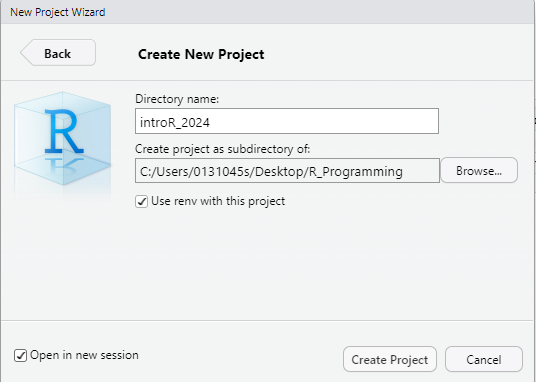 New Project Wizard
Back
Create New Project
R
Directory name:
introR_2024
Create project as subdirectory of:
C:/Users/0131045s/Desktop/R_Programming
Browse...
Use renv with this project
Open in new session
Create Project
Cancel